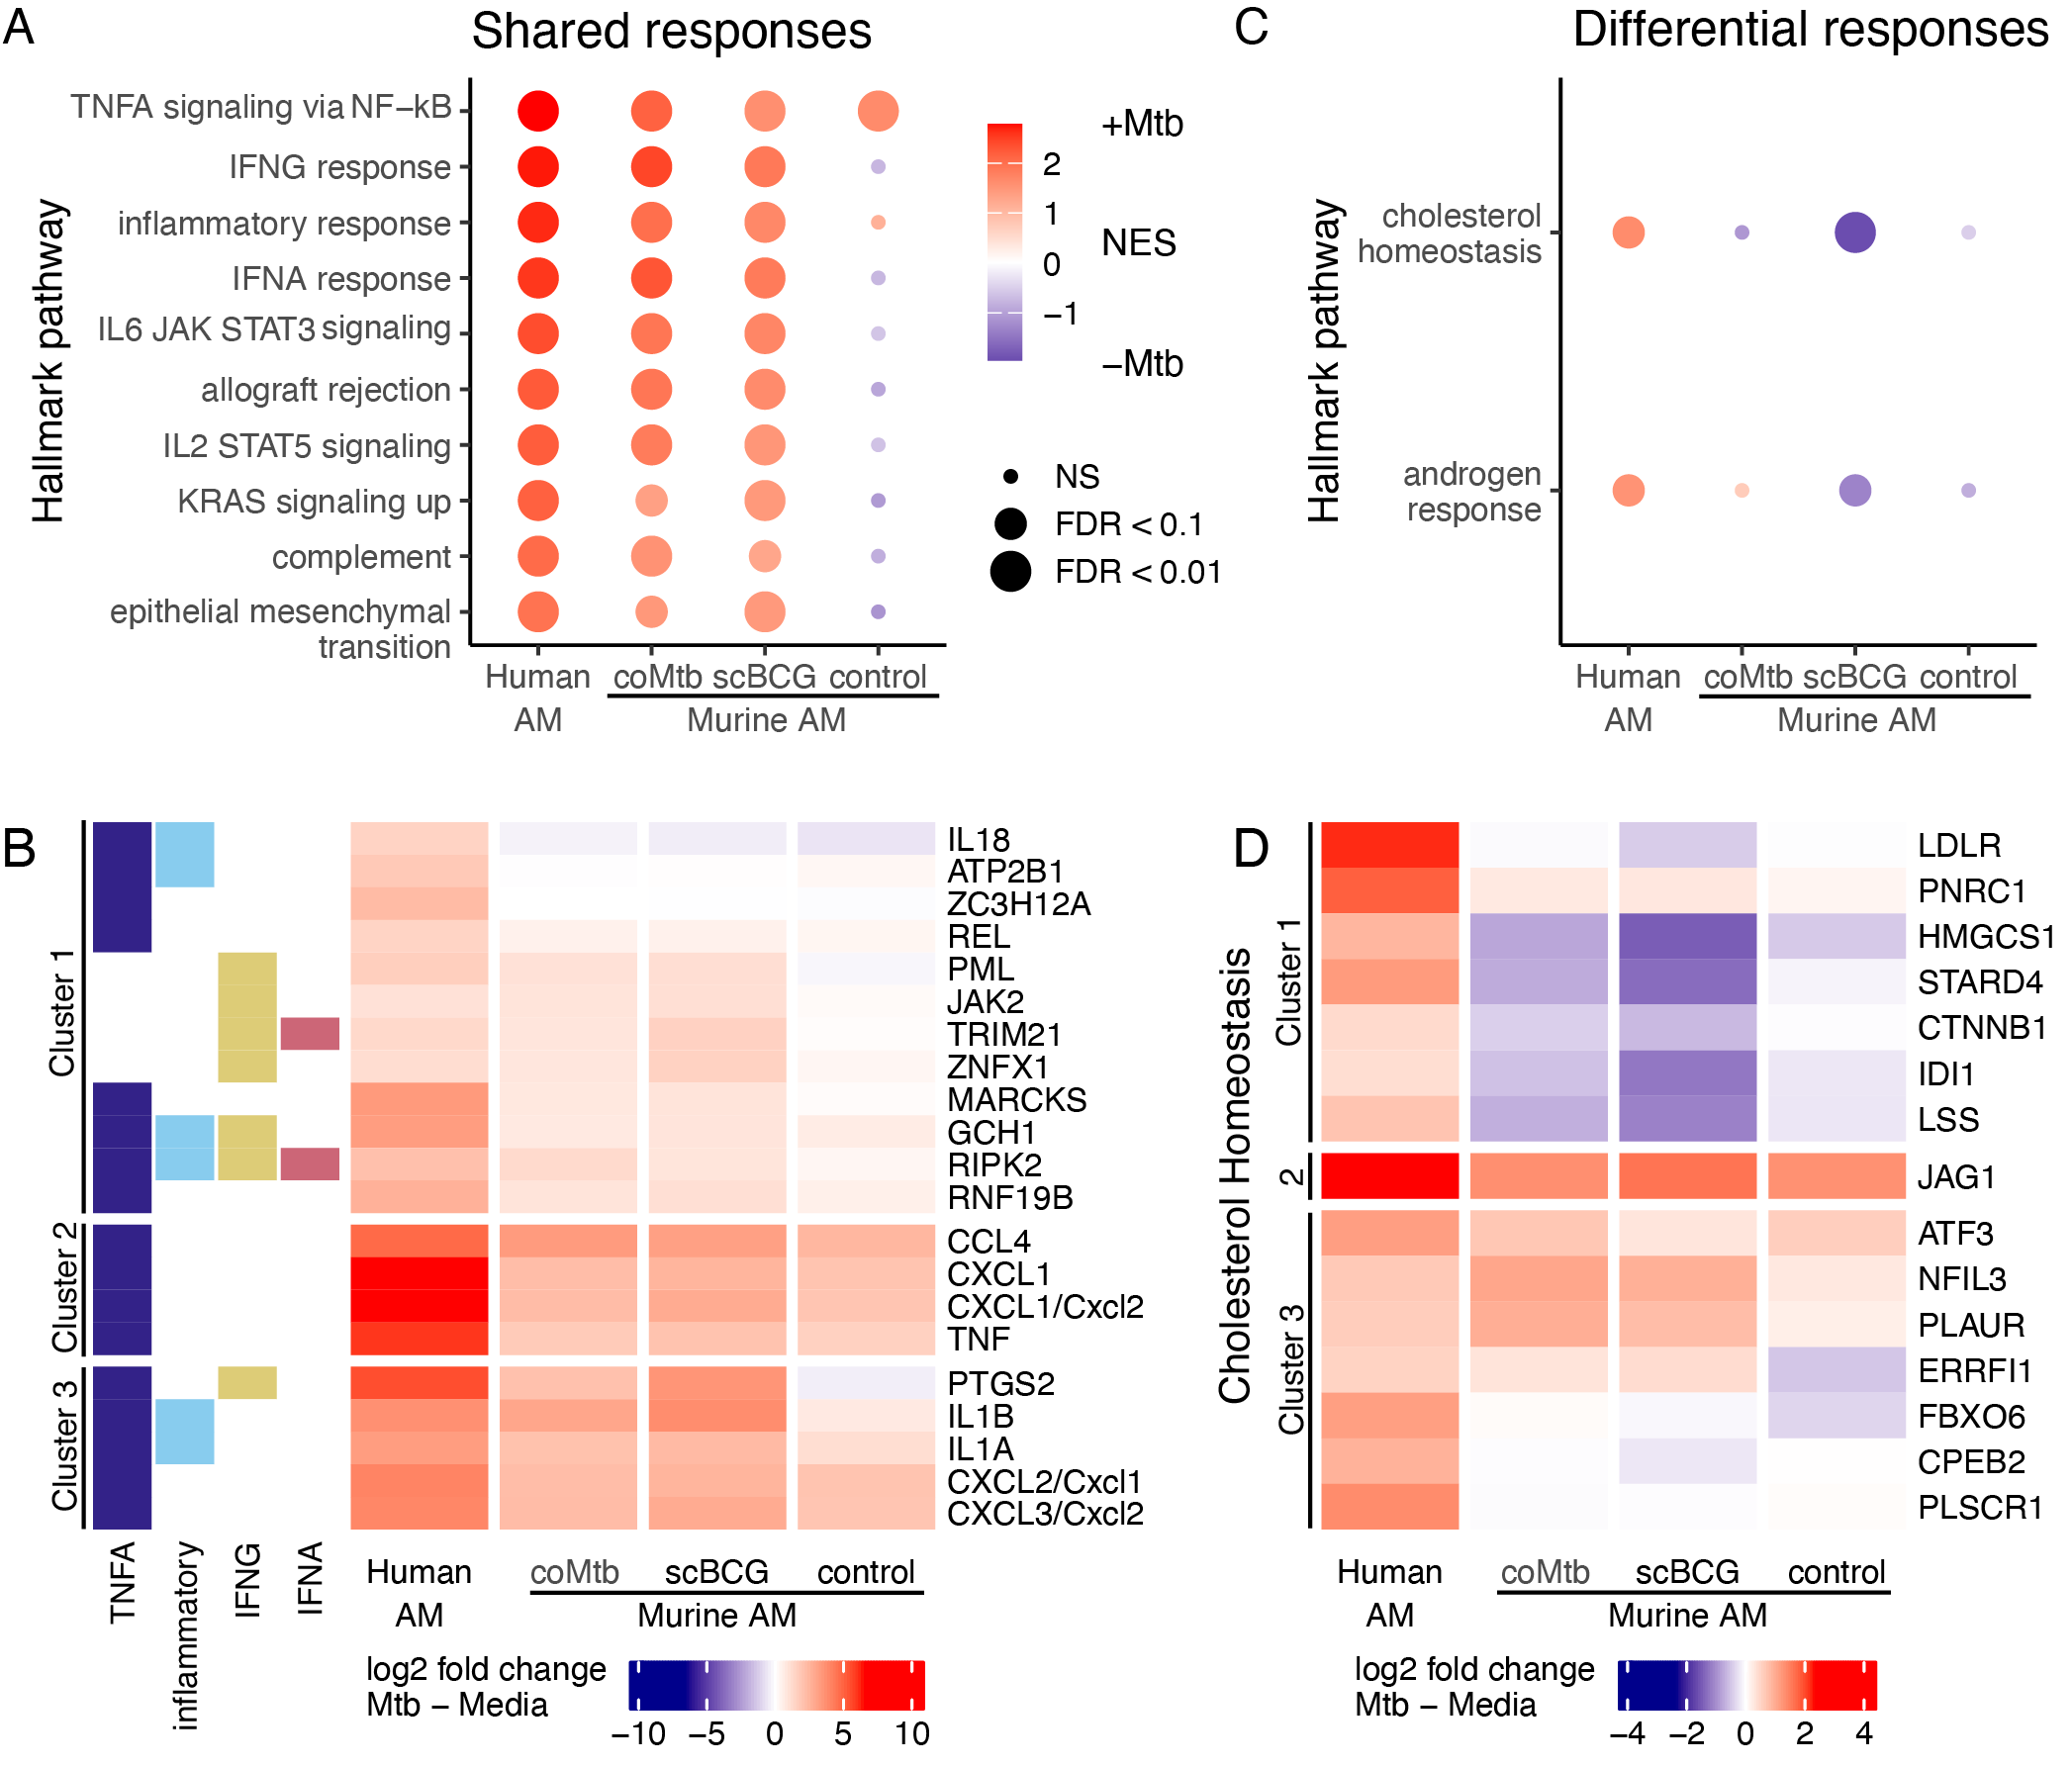 A
Shared responses
Hallmark pathway
TNFA signaling via NF−kB
IFNG response
inflammatory response
IFNA response
IL6 JAK STAT3 signaling
allograft rejection
IL2 STAT5 signaling
KRAS signaling up
complement
epithelial mesenchymal
transition
Human
AM
coMtb scBCG control
Murine AM
2
1
0
−1
+Mtb
NES
−Mtb
NS
FDR < 0.1
FDR < 0.01
C
Differential responses
Hallmark pathway
cholesterol
homeostasis
androgen
response
Human
AM
coMtb scBCG control
Murine AM
B
Cluster 1
Cluster 2
Cluster 3
IL18
ATP2B1
ZC3H12A
REL
PML
JAK2
TRIM21
ZNFX1
MARCKS
GCH1
RIPK2
RNF19B
CCL4
CXCL1
CXCL1/Cxcl2
TNF
PTGS2
IL1B
IL1A
CXCL2/Cxcl1
CXCL3/Cxcl2
TNFA
inflammatory
IFNG
IFNA
Human
AM
coMtb scBCG control
Murine AM
log2 fold change
Mtb − Media
−10 −5 0 5 10
D
Cholesterol Homeostasis
Cluster 1
2
Cluster 3
LDLR
PNRC1
HMGCS1
STARD4
CTNNB1
IDI1
LSS
JAG1
ATF3
NFIL3
PLAUR
ERRFI1
FBXO6
CPEB2
PLSCR1
Human
AM
coMtb scBCG control
Murine AM
log2 fold change
Mtb − Media
−4 −2 0 2 4